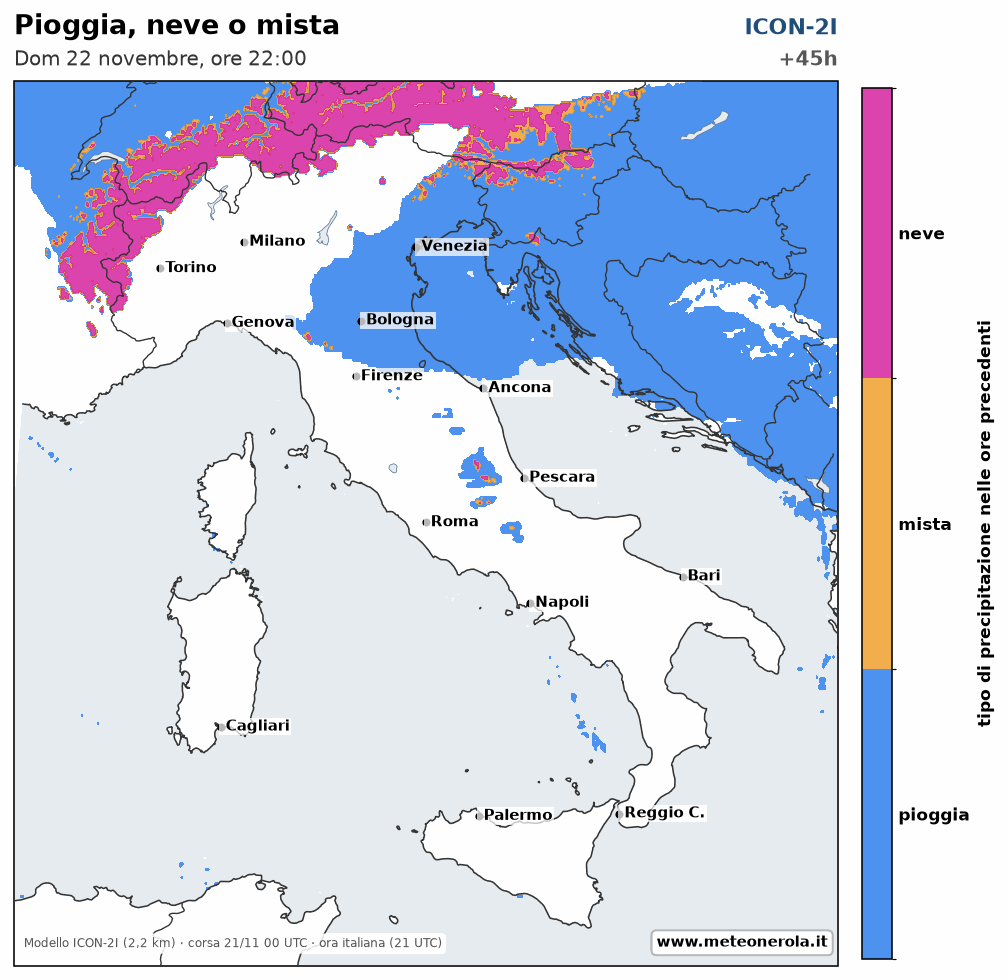 Pioggia, neve o mista
ICON-2I
Dom 22 novembre, ore 22:00
+45h
Milano
Venezia
Torino
Genova
Bologna
Firenze
Ancona
Pescara
Roma
Bari
Napoli
Cagliari
Palermo
Reggio C.
neve
mista
pioggia
tipo di precipitazione nelle ore precedenti
Modello ICON-2I (2,2 km) · corsa 21/11 00 UTC · ora italiana (21 UTC)
www.meteonerola.it